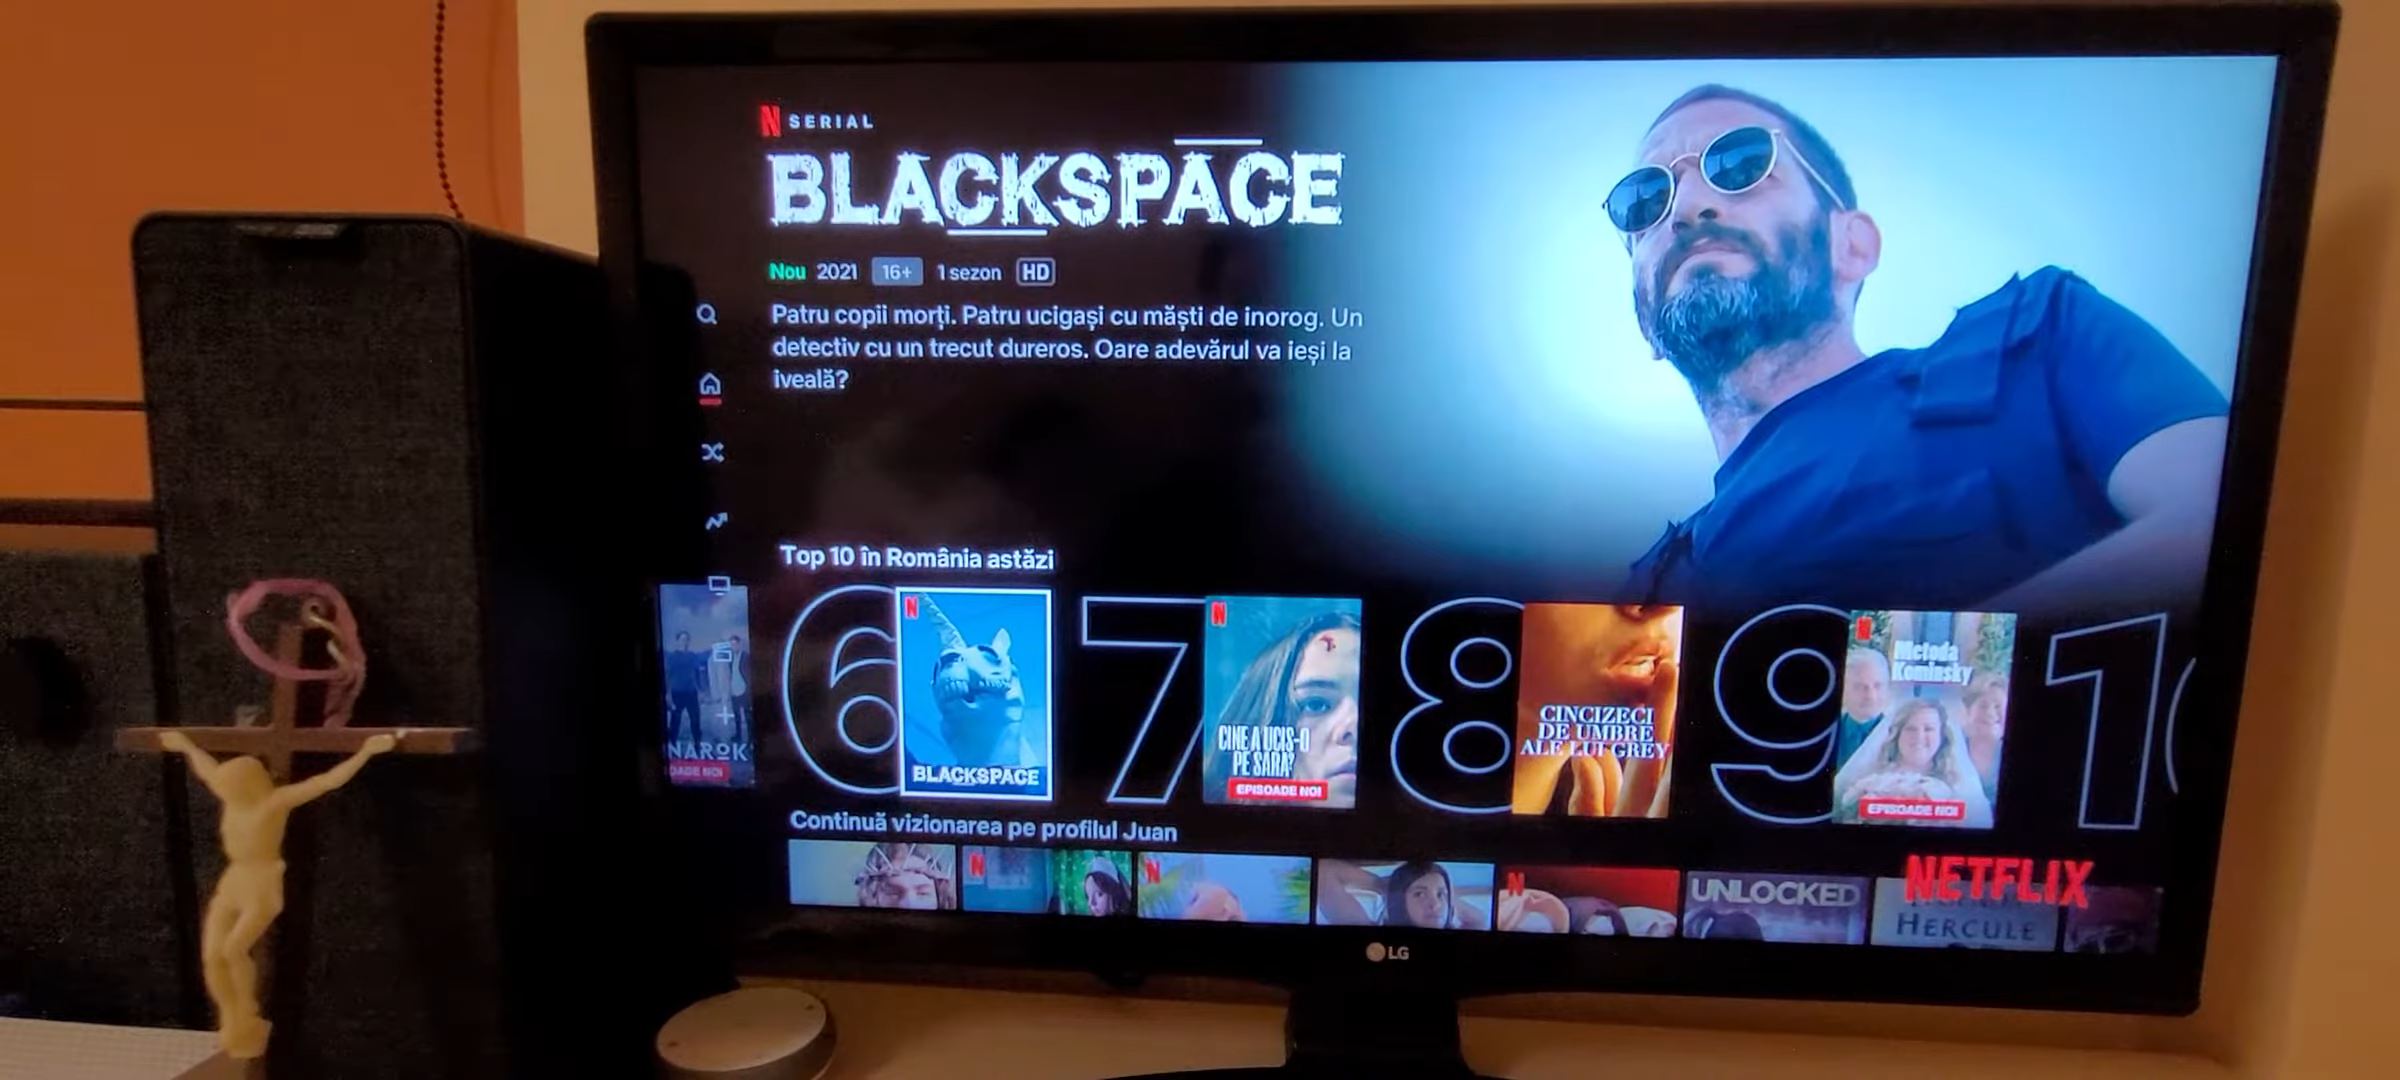 N SERIAL
BLACKSPACE
Nou 2021 16+ 1 sezon HD
Patru copii morți. Patru ucigași cu măști de inorog. Un
detectiv cu un trecut dureros. Oare adevărul va ieși la
iveală?
Top 10 în România astăzi
NAROK
OADE NOI
6
N
BLACKSPACE
7
N
CINE A UCIS-O
PE SARA?
EPISOADE NOI
8
CINCIZECI
DE UMBRE
ALE LUI GREY
9
N
Metoda
Kominsky
EPISOADE NOI
1
Continuă vizionarea pe profilul Juan
N
N
N
UNLOCKED
HERCULE
NETFLIX
LG